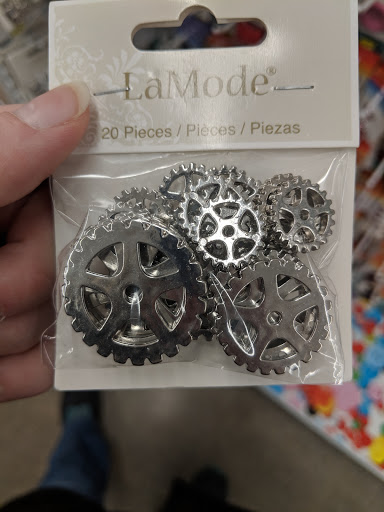 LaMode®
20 Pieces / Pièces / Piezas